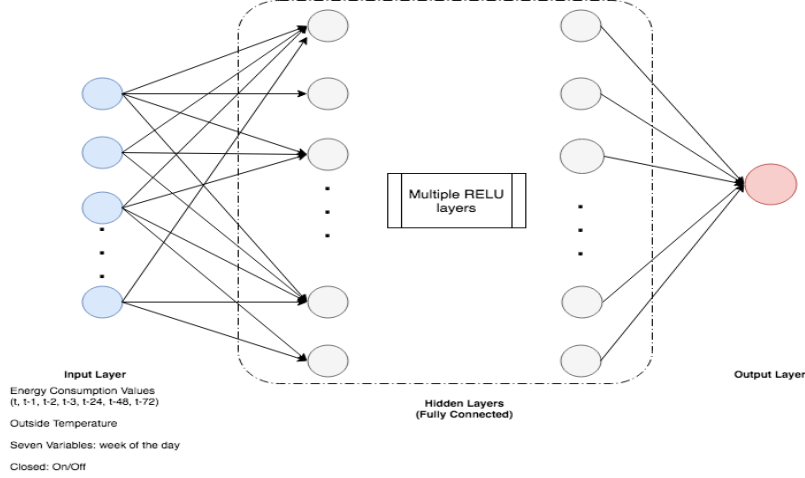 Multiple RELU
layers
Input Layer
Energy Consumption Values
(t, t-1, t-2, t-3, t-24, t-48, t-72)
Outside Temperature
Seven Variables: week of the day
Closed: On/Off
Hidden Layers
(Fully Connected)
Output Layer